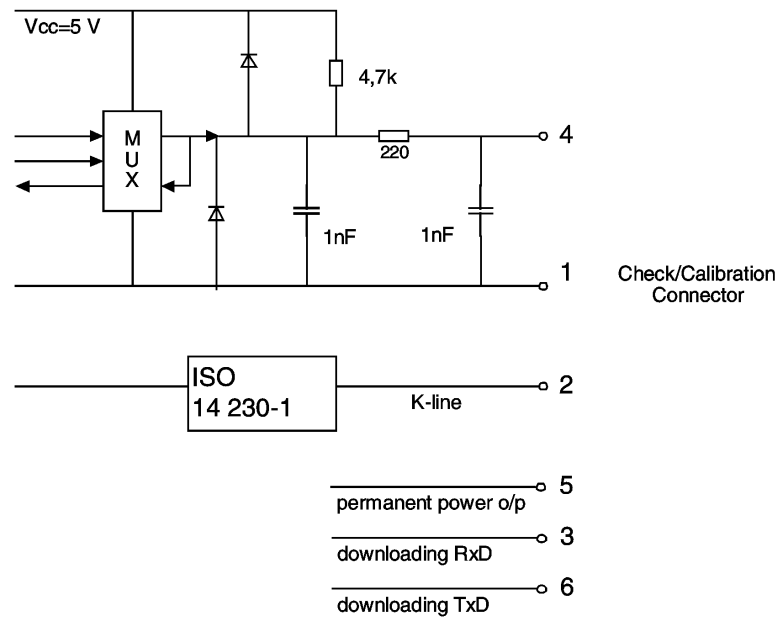 Vcc=5 V
4,7k
M
U
X
220
4
1nF
1nF
1
Check/Calibration
Connector
ISO
14 230-1
K-line
2
permanent power o/p
5
downloading RxD
3
downloading TxD
6